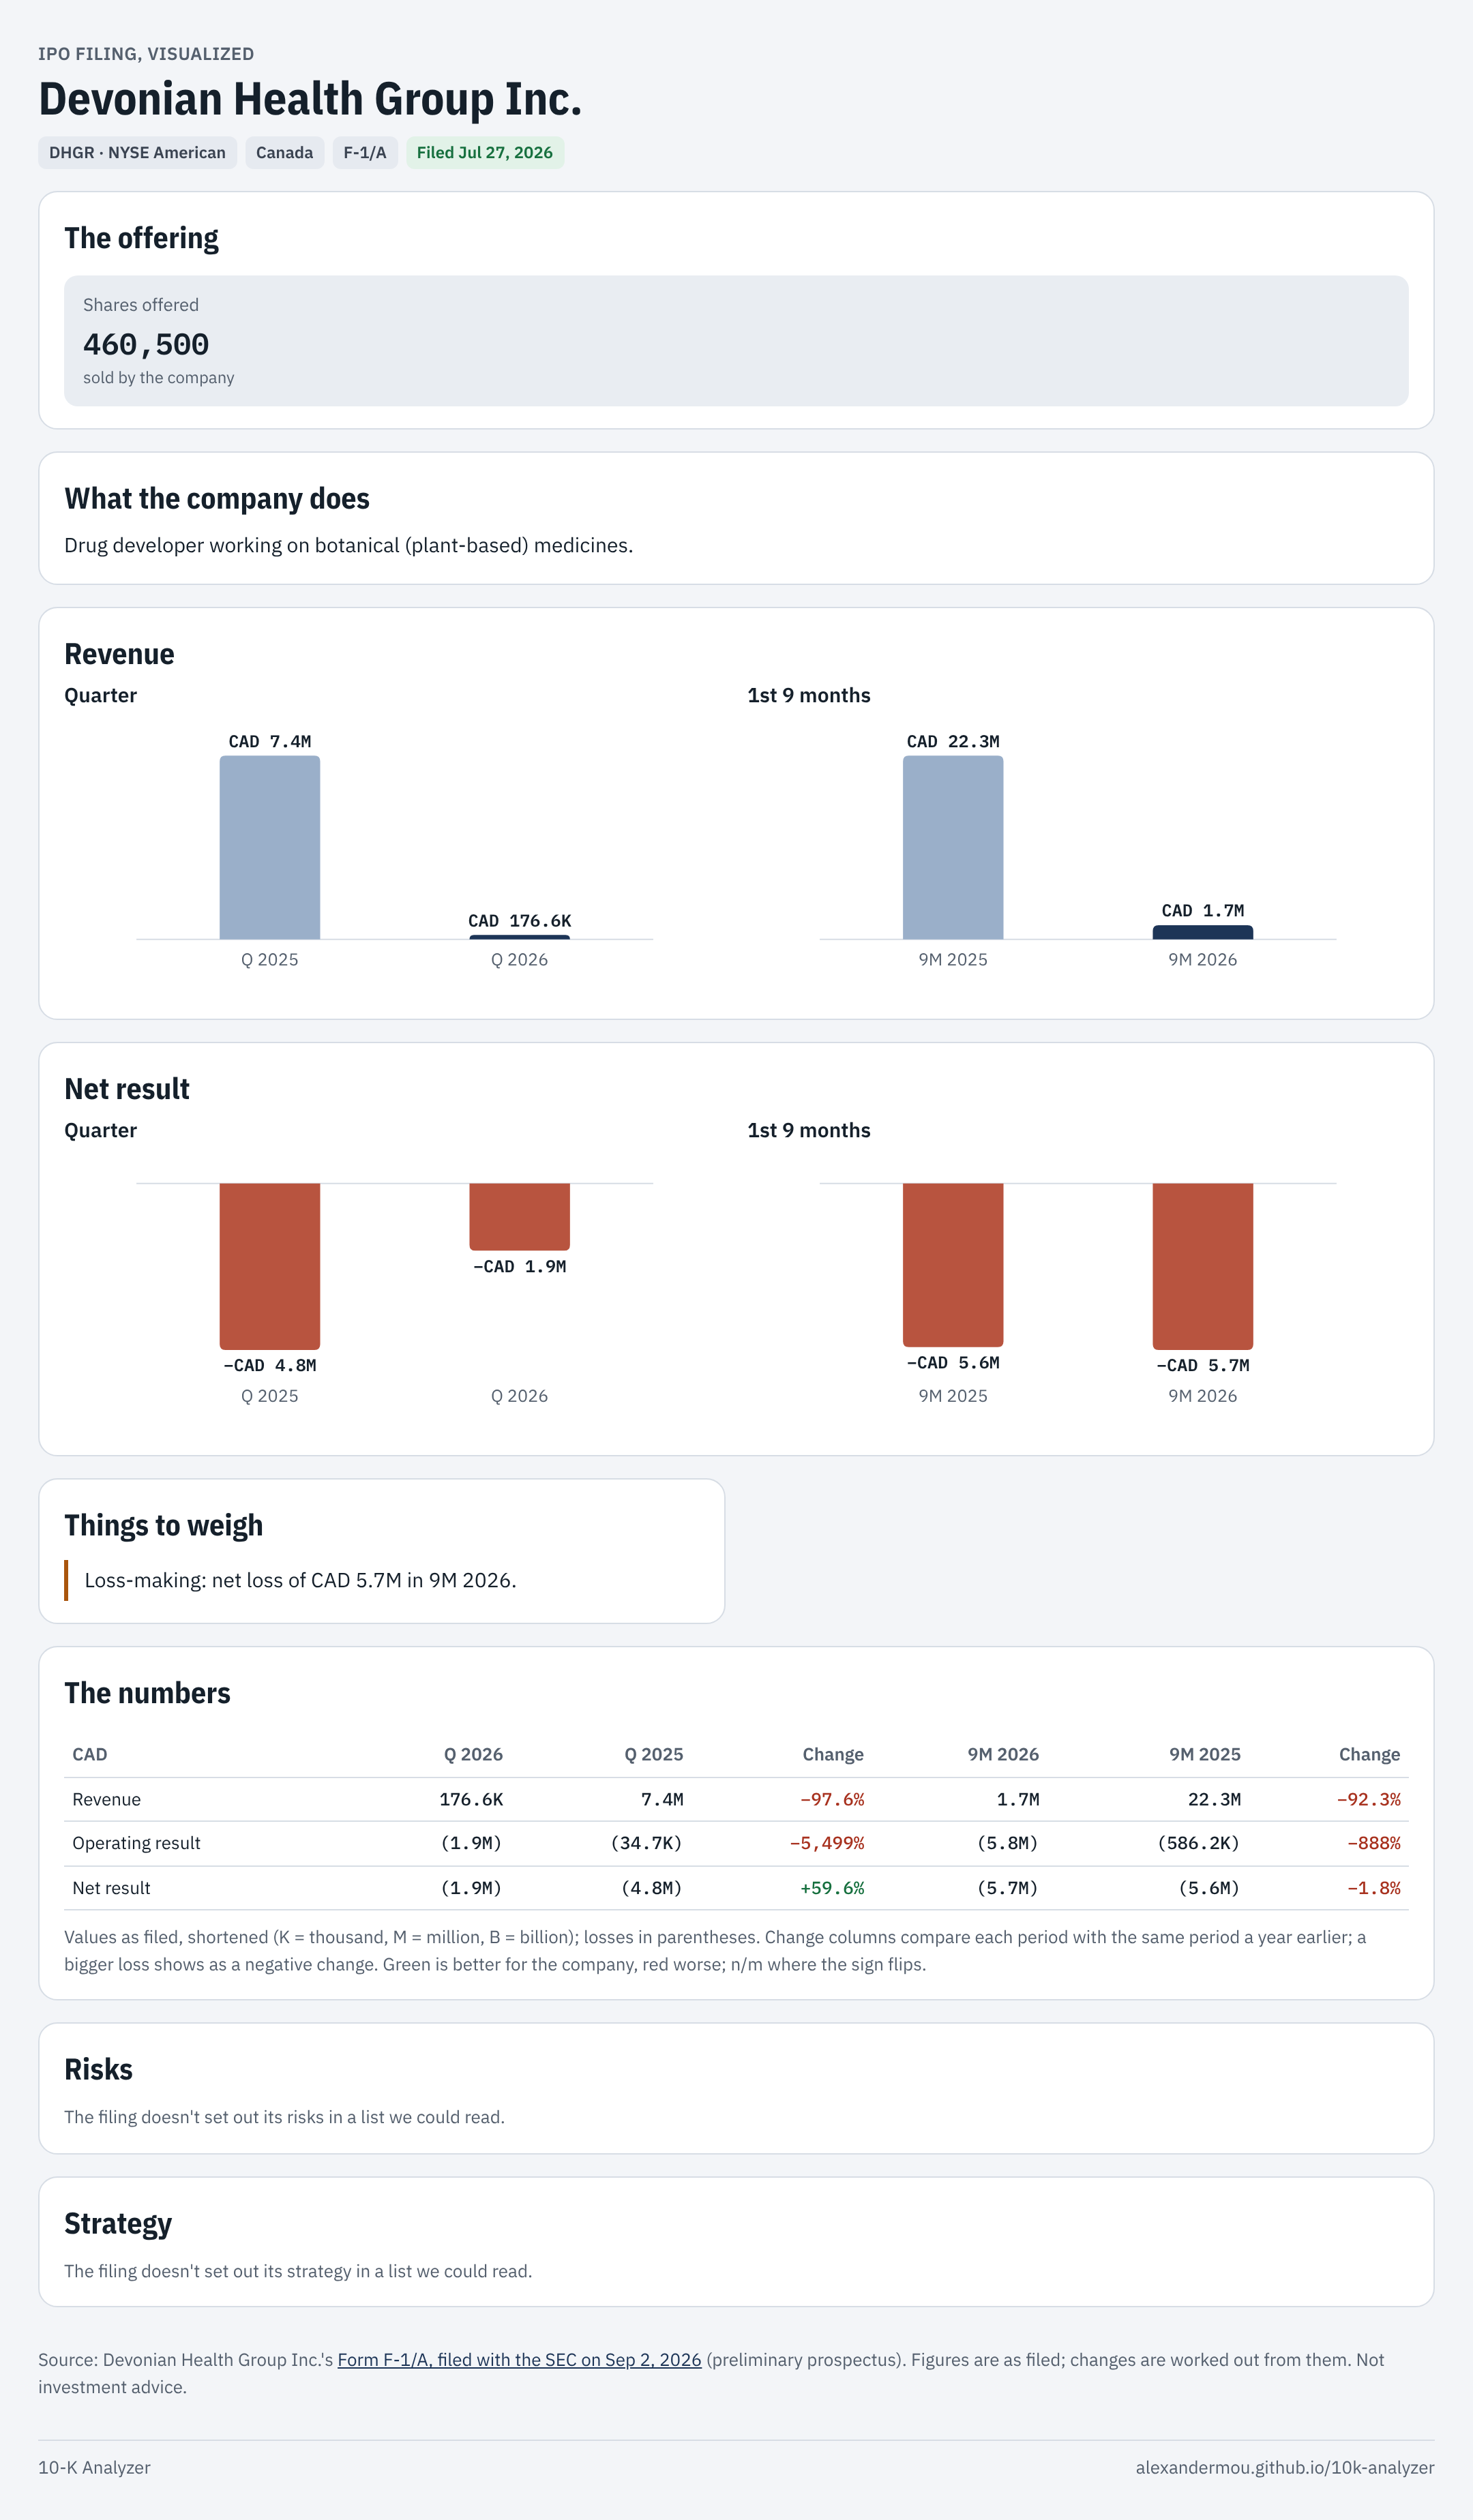 IPO FILING, VISUALIZED
Devonian Health Group Inc.
DHGR · NYSE American Canada F-1/A Filed Jul 27, 2026
The offering
Shares offered
460,500
sold by the company
What the company does
Drug developer working on botanical (plant-based) medicines.
Revenue
Quarter
CAD 7.4M
CAD 176.6K
Q 2025 Q 2026
1st 9 months
CAD 22.3M
CAD 1.7M
9M 2025 9M 2026
Net result
Quarter
−CAD 1.9M
−CAD 4.8M
Q 2025 Q 2026
1st 9 months
−CAD 5.6M −CAD 5.7M
9M 2025 9M 2026
Things to weigh
Loss-making: net loss of CAD 5.7M in 9M 2026.
The numbers
CAD Q 2026 Q 2025 Change 9M 2026 9M 2025 Change
Revenue 176.6K 7.4M −97.6% 1.7M 22.3M −92.3%
Operating result (1.9M) (34.7K) −5,499% (5.8M) (586.2K) −888%
Net result (1.9M) (4.8M) +59.6% (5.7M) (5.6M) −1.8%
Values as filed, shortened (K = thousand, M = million, B = billion); losses in parentheses. Change columns compare each period with the same period a year earlier; a
bigger loss shows as a negative change. Green is better for the company, red worse; n/m where the sign flips.
Risks
The filing doesn't set out its risks in a list we could read.
Strategy
The filing doesn't set out its strategy in a list we could read.
Source: Devonian Health Group Inc.'s Form F-1/A, filed with the SEC on Sep 2, 2026 (preliminary prospectus). Figures are as filed; changes are worked out from them. Not
investment advice.
10-K Analyzer alexandermou.github.io/10k-analyzer